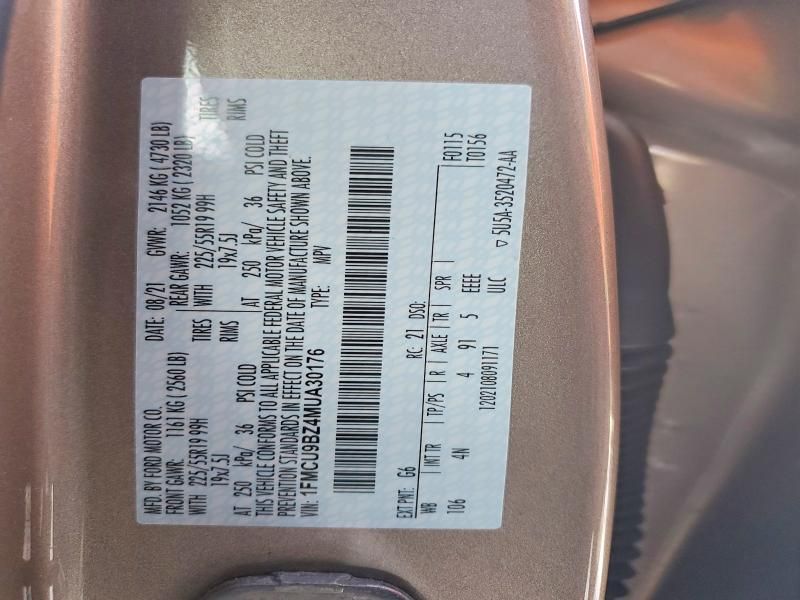 MFD. BY FORD MOTOR CO.
DATE: 08/21 GVWR: 2146 KG (4730 LB)
FRONT GAWR: 1161 KG (2560 LB) REAR GAWR: 1052 KG (2320 LB)
WITH 225/55R19 99H TIRES WITH 225/55R19 99H TIRES
19x7.5J RIMS 19x7.5J RIMS
AT 250 kPa/ 36 PSI COLD AT 250 kPa/ 36 PSI COLD
THIS VEHICLE CONFORMS TO ALL APPLICABLE FEDERAL MOTOR VEHICLE SAFETY AND THEFT
PREVENTION STANDARDS IN EFFECT ON THE DATE OF MANUFACTURE SHOWN ABOVE.
VIN: 1FMCU9BZ4MUA30176 TYPE: MPV
EXT PNT: G6 RC: 21 DSO: F0115
WB | INT TR | TP/PS | R | AXLE | TR | SPR | T0156
106 4N 4 91 5 EEEE
1202108091171 ULC ▽ 5U5A-3520472-AA